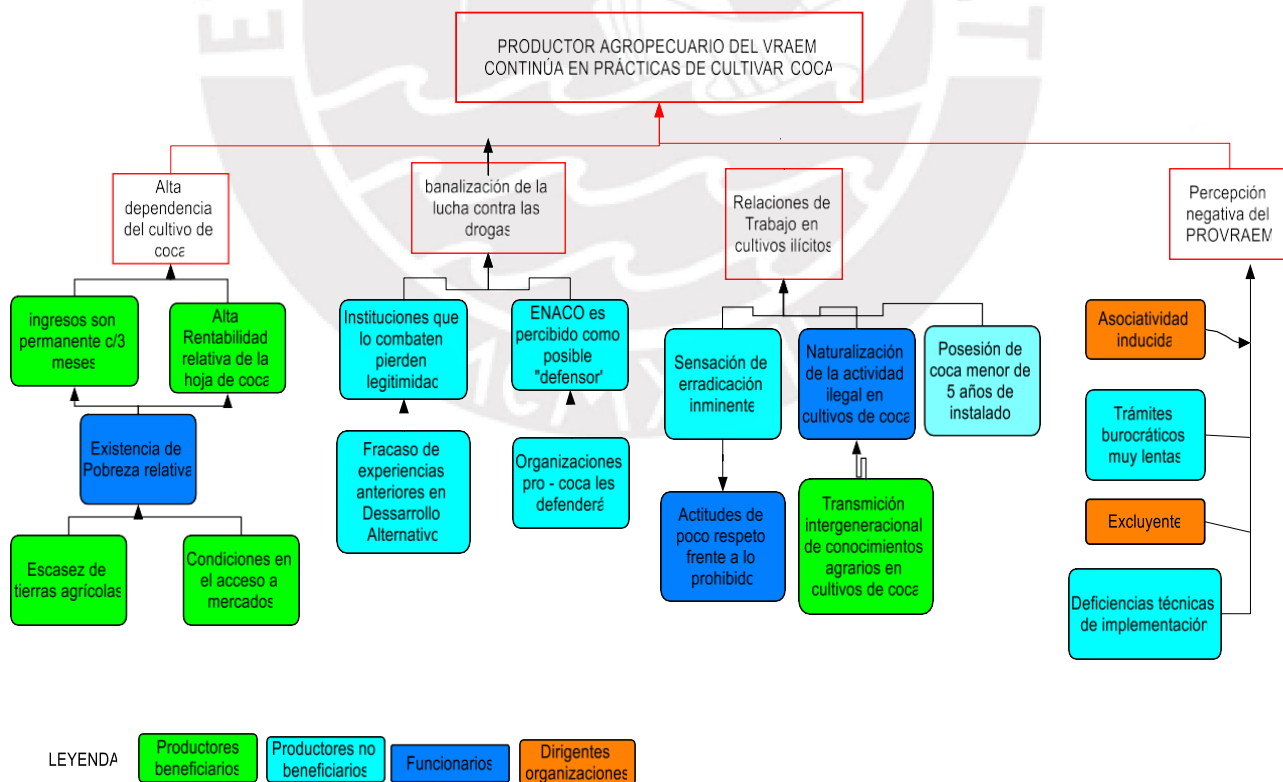 PRODUCTOR AGROPECUARIO DEL VRAEM
CONTINÚA EN PRÁCTICAS DE CULTIVAR COCA
Alta
dependencia
del cultivo de
coca
banalización de la
lucha contra las
drogas
Relaciones de
Trabajo en
cultivos ilícitos
Percepción
negativa del
PROVRAEM
ingresos son
permanente c/3
meses
Alta
Rentabilidad
relativa de la
hoja de coca
Instituciones que
lo combaten
pierden
legitimidad
ENACO es
percibido como
posible
"defensor"
Sensación de
erradicación
inminente
Naturalización
de la actividad
ilegal en
cultivos de coca
Posesión de
coca menor de
5 años de
instalado
Asociatividad
inducida
Trámites
burocráticos
muy lentas
Excluyente
Deficiencias técnicas
de implementación
Existencia de
Pobreza relativa
Fracaso de
experiencias
anteriores en
Dessarrollo
Alternativo
Organizaciones
pro - coca les
defenderá
Actitudes de
poco respeto
frente a lo
prohibido
Transmición
intergeneracional
de conocimientos
agrarios en
cultivos de coca
Escasez de
tierras agrícolas
Condiciones en
el acceso a
mercados
LEYENDA
Productores
beneficiarios
Productores no
beneficiarios
Funcionarios
Dirigentes
organizaciones